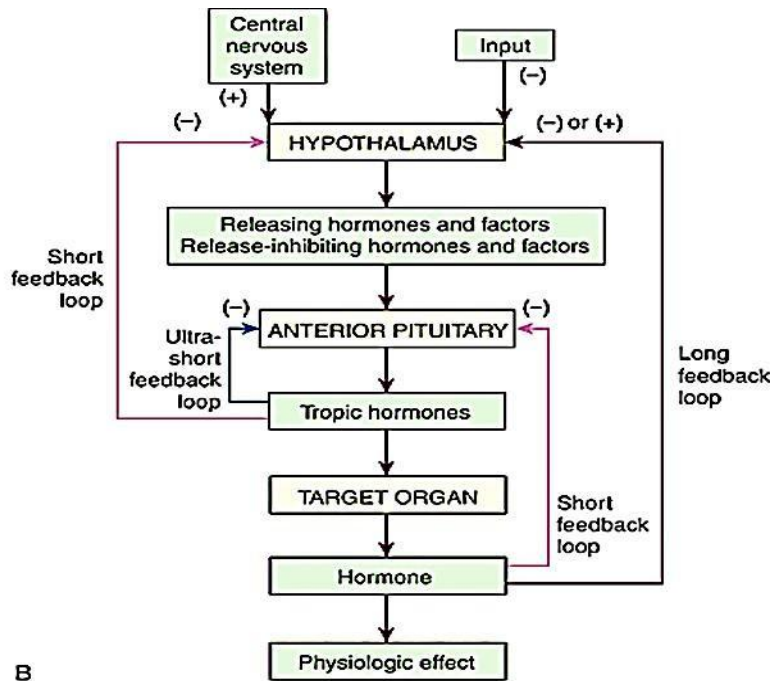 Central
nervous
system
Input
(+)
(–)
(–)
(–) or (+)
HYPOTHALAMUS
Releasing hormones and factors
Release-inhibiting hormones and factors
Short
feedback
loop
(–)
(–)
ANTERIOR PITUITARY
Ultra-
short
feedback
loop
Long
feedback
loop
Tropic hormones
TARGET ORGAN
Short
feedback
loop
Hormone
Physiologic effect
B